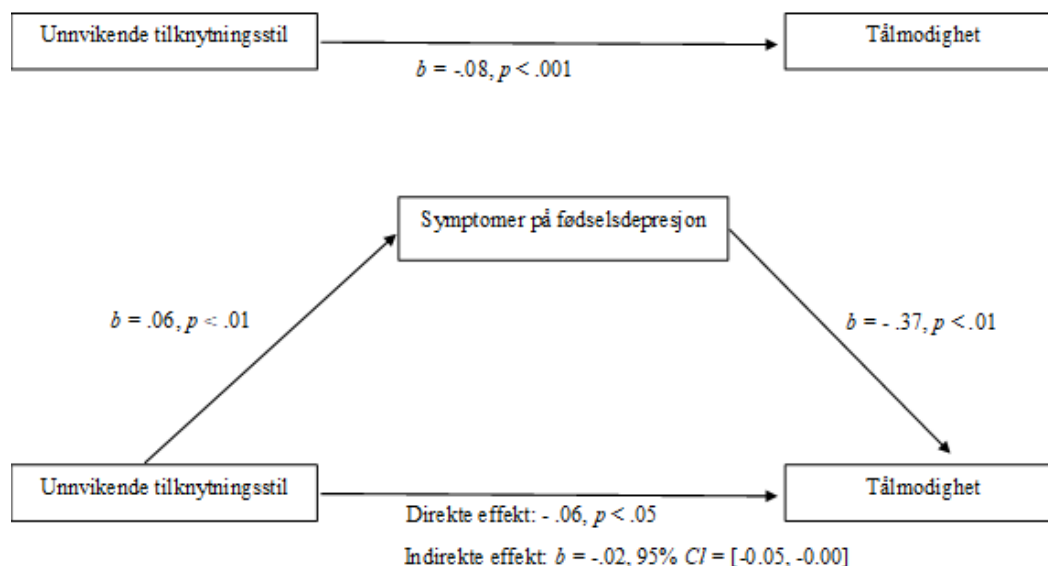 Unnvikende tilknytningsstil
Tålmodighet
b = -.08, p < .001
Symptomer på fødselsdepresjon
b = .06, p < .01
b = - .37, p < .01
Unnvikende tilknytningsstil
Tålmodighet
Direkte effekt: - .06, p < .05
Indirekte effekt: b = -.02, 95% CI = [-0.05, -0.00]